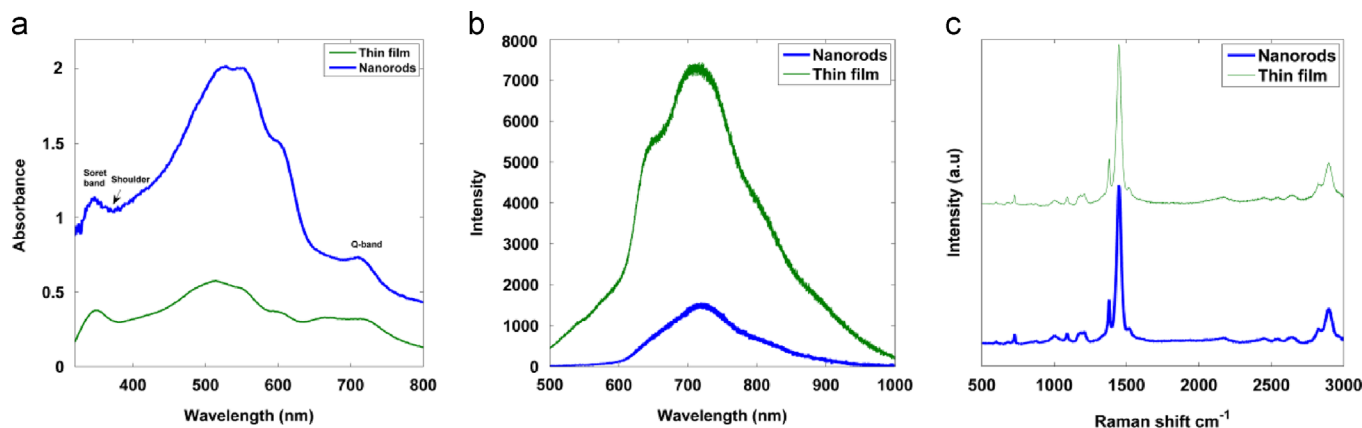 a
Absorbance
2
1.5
1
0.5
0
Thin film
Nanorods
Soret
band
Shoulder
Q-band
400
500
600
700
800
Wavelength (nm)
b
Intensity
8000
7000
6000
5000
4000
3000
2000
1000
0
Nanorods
Thin film
500
600
700
800
900
1000
Wavelength (nm)
c
Intensity (a.u)
Nanorods
Thin film
500
1000
1500
2000
2500
3000
Raman shift cm⁻¹